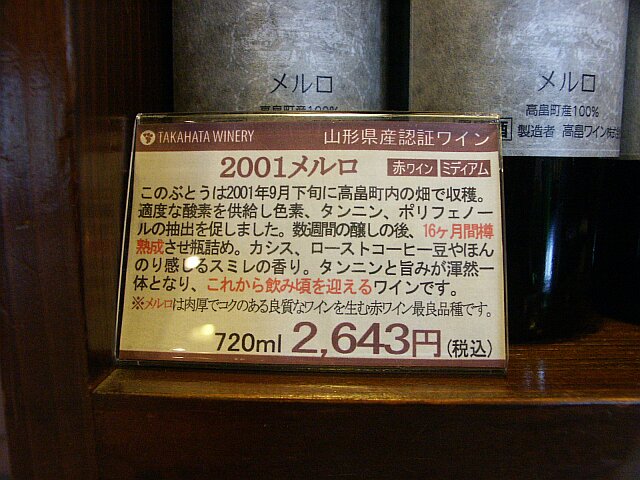 メルロ
高畠町産100%
メルロ
高畠町産100%
製造者 高畠ワイン株式
TAKAHATA WINERY 山形県産認証ワイン
2001メルロ 赤ワイン ミディアム
このぶとうは2001年9月下旬に高畠町内の畑で収穫。
適度な酸素を供給し色素、タンニン、ポリフェノー
ルの抽出を促しました。数週間の醸しの後、16ヶ月間樽
熟成させ瓶詰め。カシス、ローストコーヒー豆やほん
のり感じるスミレの香り。タンニンと旨みが渾然一
体となり、これから飲み頃を迎えるワインです。
※メルロは肉厚でコクのある良質なワインを生む赤ワイン最良品種です。
720ml 2,643円(税込)